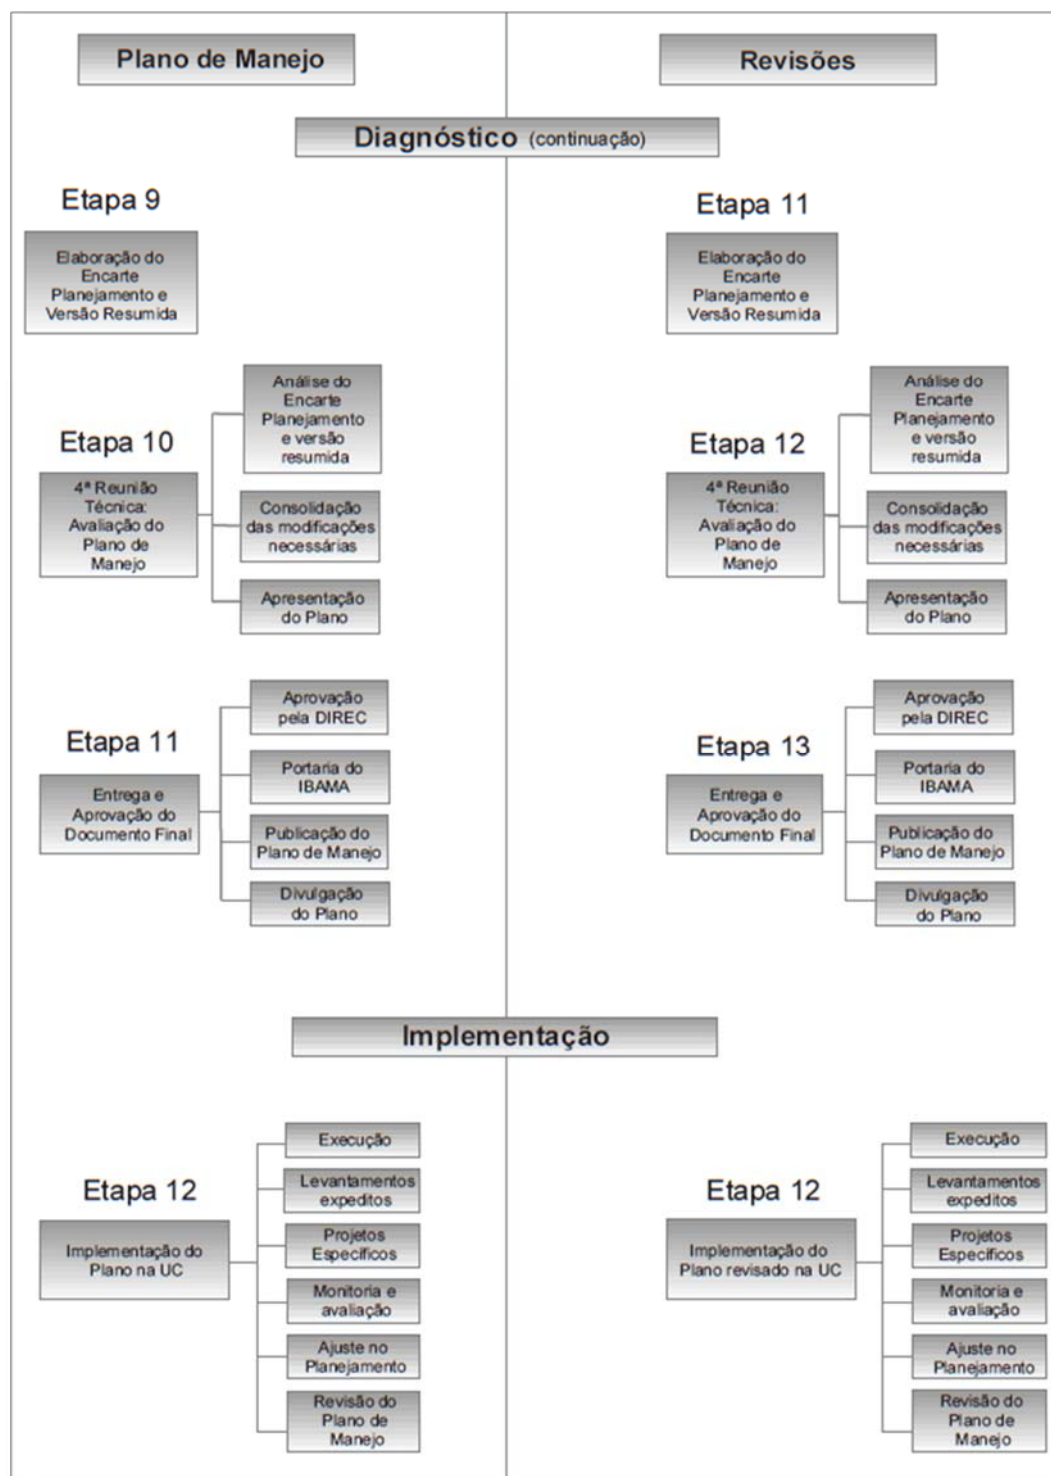 Plano de Manejo
Revisões
Diagnóstico (continuação)
Etapa 9
Elaboração do
Encarte
Planejamento e
Versão Resumida
Etapa 10
4ª Reunião
Técnica:
Avaliação do
Plano de
Manejo
Análise do
Encarte
Planejamento
e versão
resumida
Consolidação
das modificações
necessárias
Apresentação
do Plano
Etapa 11
Entrega e
Aprovação do
Documento Final
Aprovação
pela DIREC
Portaria do
IBAMA
Publicação do
Plano de Manejo
Divulgação
do Plano
Etapa 11
Elaboração do
Encarte
Planejamento e
Versão Resumida
Etapa 12
4ª Reunião
Técnica:
Avaliação do
Plano de
Manejo
Análise do
Encarte
Planejamento
e versão
resumida
Consolidação
das modificações
necessárias
Apresentação
do Plano
Etapa 13
Entrega e
Aprovação do
Documento Final
Aprovação
pela DIREC
Portaria do
IBAMA
Publicação do
Plano de Manejo
Divulgação
do Plano
Implementação
Etapa 12
Implementação do
Plano na UC
Execução
Levantamentos
expeditos
Projetos
Específicos
Monitoria e
avaliação
Ajuste no
Planejamento
Revisão do
Plano de
Manejo
Etapa 12
Implementação do
Plano revisado na UC
Execução
Levantamentos
expeditos
Projetos
Específicos
Monitoria e
avaliação
Ajuste no
Planejamento
Revisão do
Plano de
Manejo